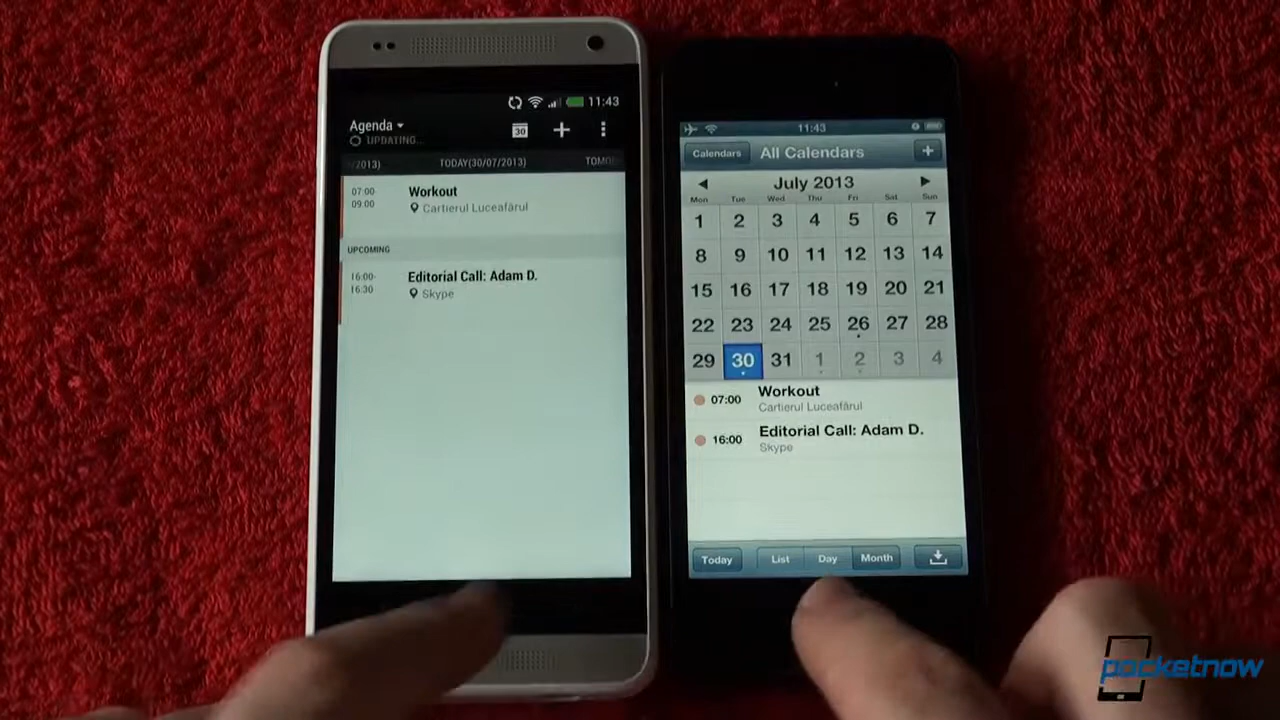 11:43
Agenda
UPDATING...
30
/2013)
TODAY(30/07/2013)
07:00
09:00
Workout
Cartierul Luceafărul
UPCOMING
16:00-
16:30
Editorial Call: Adam D.
Skype
11:43
Calendars
All Calendars
+
July 2013
Mon Tue Wed Thu Fri Sat Sun
1 2 3 4 5 6 7
8 9 10 11 12 13 14
15 16 17 18 19 20 21
22 23 24 25 26 27 28
29 30 31 1 2 3 4
07:00 Workout
Cartierul Luceafărul
16:00 Editorial Call: Adam D.
Skype
Today
List
Day
Month
pocketnow